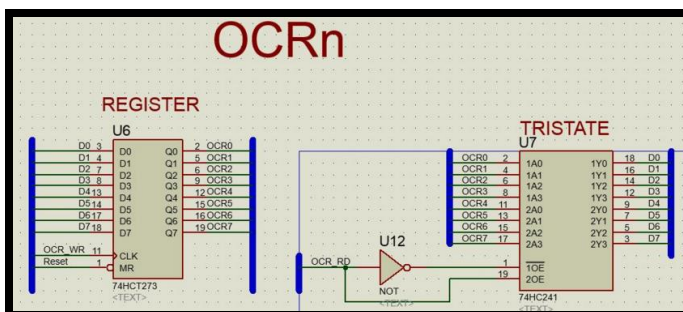 OCRn
REGISTER
U6
D0 3 D0 Q0 2 OCR0
D1 4 D1 Q1 5 OCR1
D2 7 D2 Q2 6 OCR2
D3 8 D3 Q3 9 OCR3
D4 13 D4 Q4 12 OCR4
D5 14 D5 Q5 15 OCR5
D6 17 D6 Q6 16 OCR6
D7 18 D7 Q7 19 OCR7
OCR_WR 11 CLK
Reset 1 MR
74HCT273
<TEXT>
TRISTATE
U7
OCR0 2 1A0 1Y0 18 D0
OCR1 4 1A1 1Y1 16 D1
OCR2 6 1A2 1Y2 14 D2
OCR3 8 1A3 1Y3 12 D3
OCR4 11 2A0 2Y0 9 D4
OCR5 13 2A1 2Y1 7 D5
OCR6 15 2A2 2Y2 5 D6
OCR7 17 2A3 2Y3 3 D7
1 1OE
19 2OE
74HC241
<TEXT>
U12
OCR_RD
NOT
<TEXT>